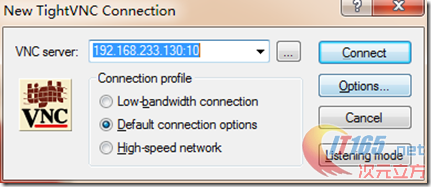 New TightVNC Connection
VNC server: 192.168.233.130:10 ...
Connect
Connection profile
Low-bandwidth connection
Default connection options
High-speed network
Options...
Cancel
Listening mode
tight
VNC
IT165.net
次元立方